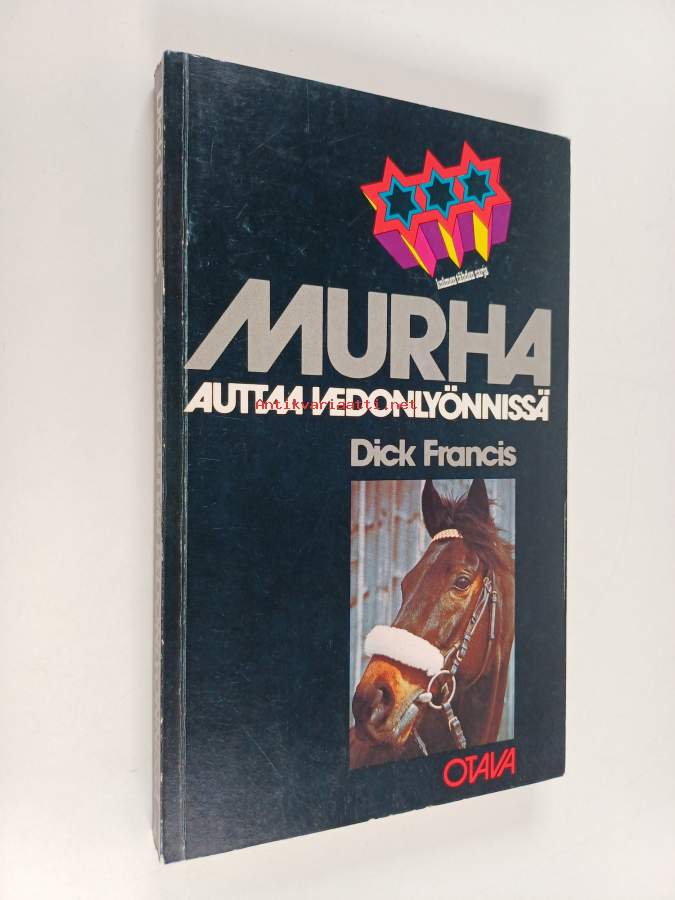 kolmen tähden sarja
MURHA
AUTTAA VEDONLYÖNNISSÄ
Antikvariaatti.net
Dick Francis
OTAVA